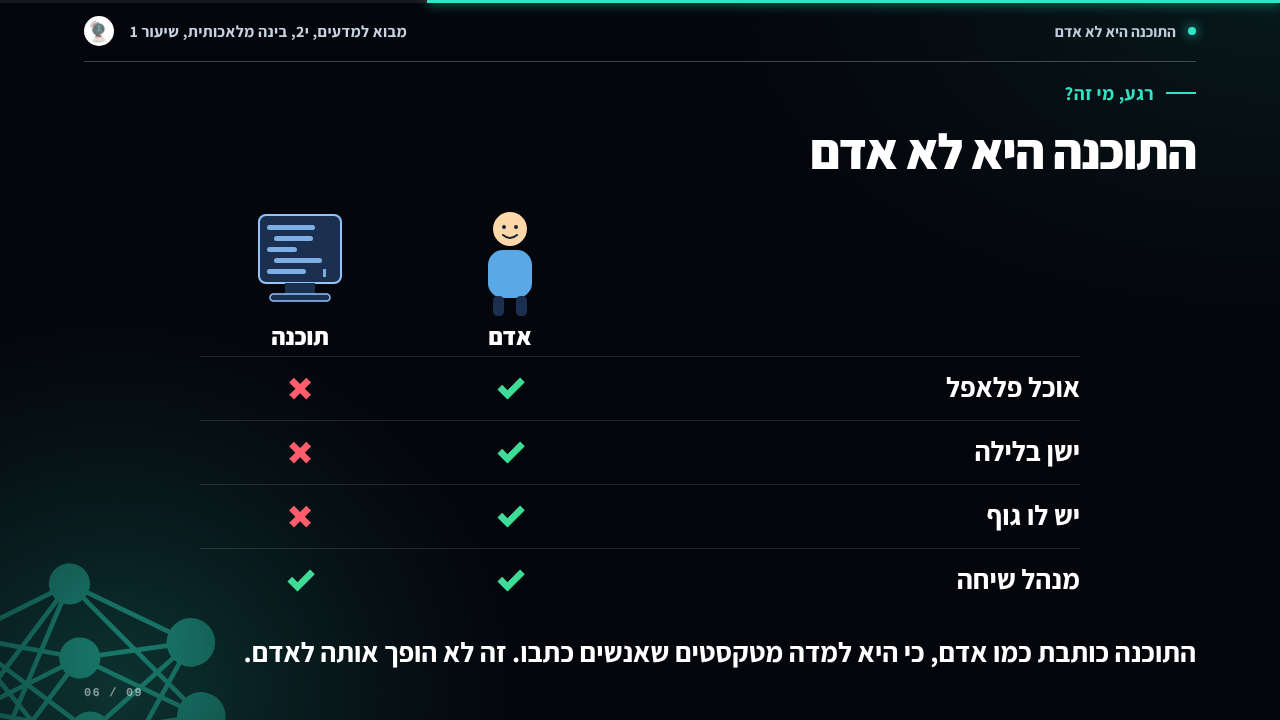 התוכנה היא לא אדם
מבוא למדעים, י2, בינה מלאכותית, שיעור 1
רגע, מי זה?
התוכנה היא לא אדם
אדם
תוכנה
אוכל פלאפל
ישן בלילה
יש לו גוף
מנהל שיחה
התוכנה כותבת כמו אדם, כי היא למדה מטקסטים שאנשים כתבו. זה לא הופך אותה לאדם.
06 / 09